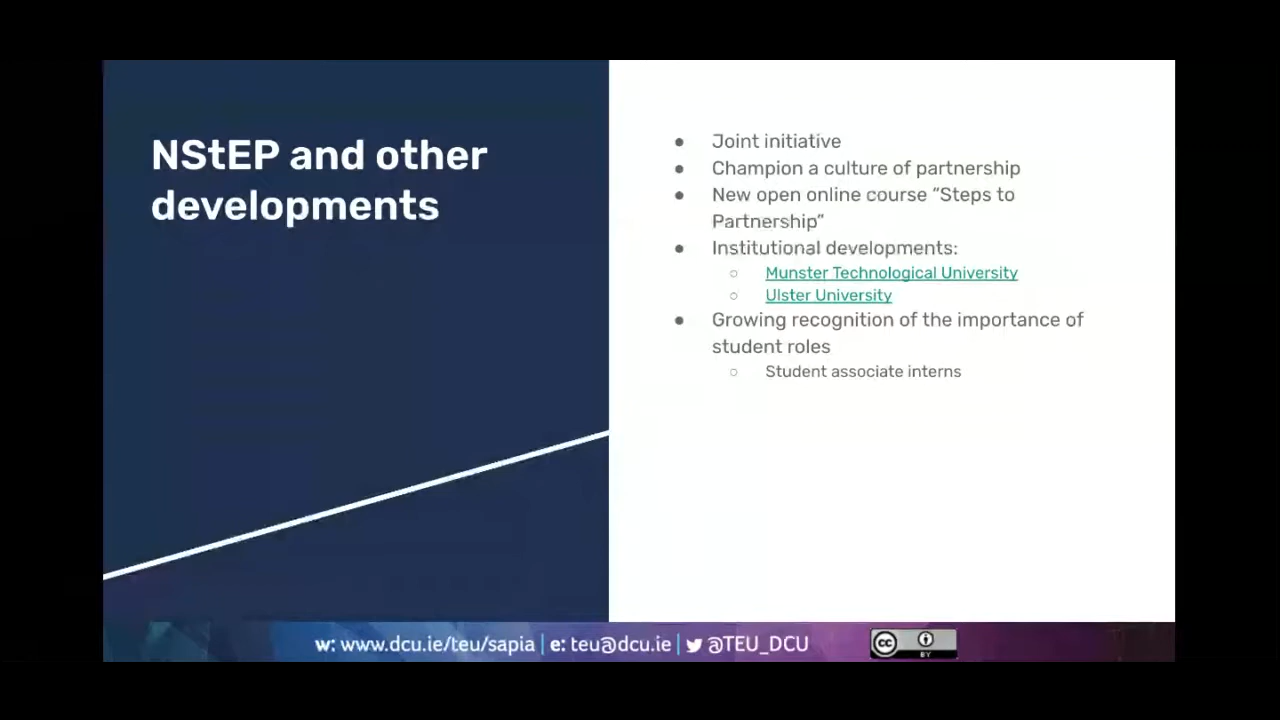 NStEP and other
developments
● Joint initiative
● Champion a culture of partnership
● New open online course “Steps to
Partnership”
● Institutional developments:
○ Munster Technological University
○ Ulster University
● Growing recognition of the importance of
student roles
○ Student associate interns
w: www.dcu.ie/teu/sapia | e: teu@dcu.ie | @TEU_DCU
cc BY